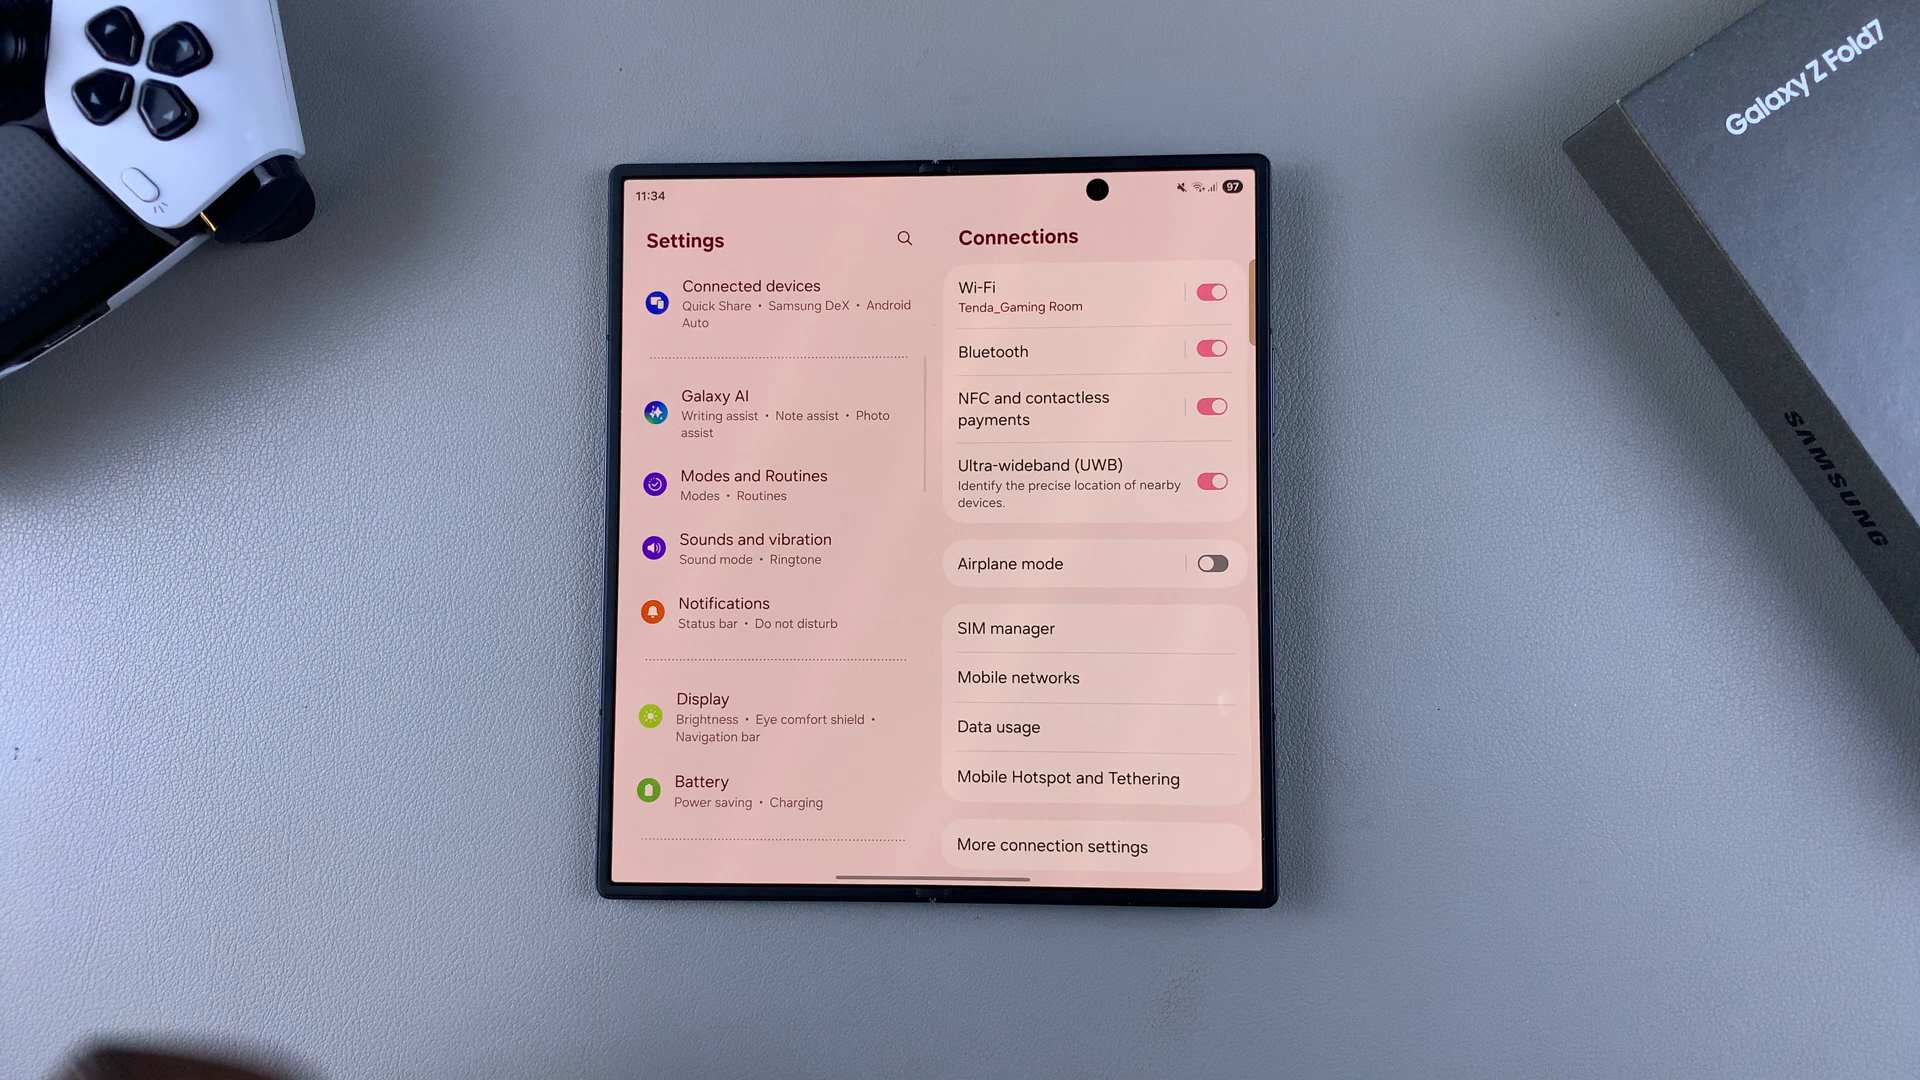 11:34
97
Settings
Connected devices
Quick Share • Samsung DeX • Android
Auto
Galaxy AI
Writing assist • Note assist • Photo
assist
Modes and Routines
Modes • Routines
Sounds and vibration
Sound mode • Ringtone
Notifications
Status bar • Do not disturb
Display
Brightness • Eye comfort shield •
Navigation bar
Battery
Power saving • Charging
Connections
Wi-Fi
Tenda_Gaming Room
Bluetooth
NFC and contactless
payments
Ultra-wideband (UWB)
Identify the precise location of nearby
devices.
Airplane mode
SIM manager
Mobile networks
Data usage
Mobile Hotspot and Tethering
More connection settings
Galaxy Z Fold7
SAMSUNG